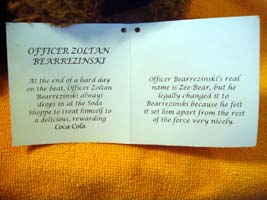 OFFICER ZOLTAN
BEARREZINSKI
At the end of a hard day
on the beat, Officer Zoltan
Bearrezinski always
drops in at the Soda
Shoppe to treat himself to
a delicious, rewarding
Coca-Cola.
Officer Bearrezinski's real
name is Zee-Bear, but he
legally changed it to
Bearrezinski because he felt
it set him apart from the rest
of the force very nicely.